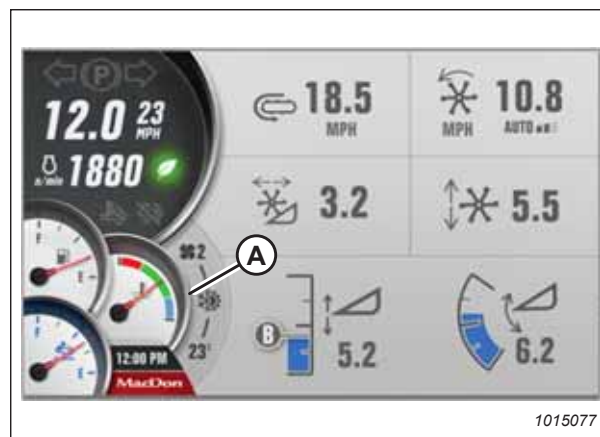 P
12.0 23 MPH
n/min 1880
18.5
MPH
10.8
MPH AUTO
3.2
5.5
A
F
E
F
E
23°
12:00 PM
MacDon
B
5.2
6.2
1015077